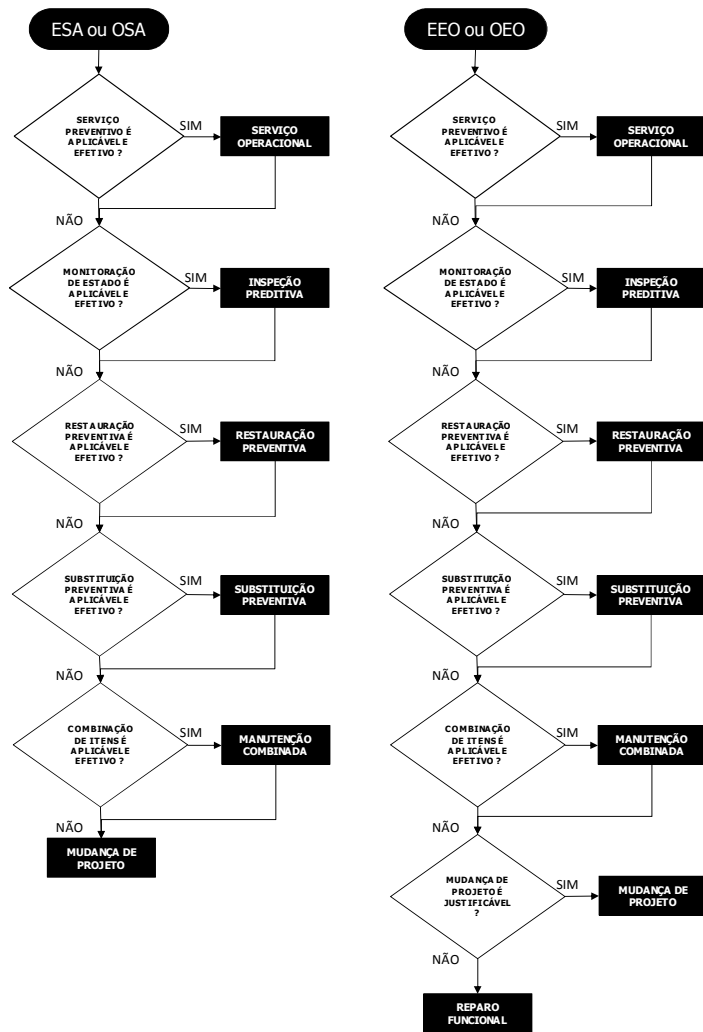 ESA ou OSA
SERVIÇO
PREVENTIVO É
APLICÁVEL E
EFETIVO ?
SIM
SERVIÇO
OPERACIONAL
NÃO
MONITORAÇÃO
DE ESTADO É
APLICÁVEL E
EFETIVO ?
SIM
INSPEÇÃO
PREDITIVA
NÃO
RESTAURAÇÃO
PREVENTIVA É
APLICÁVEL E
EFETIVO ?
SIM
RESTAURAÇÃO
PREVENTIVA
NÃO
SUBSTITUIÇÃO
PREVENTIVA É
APLICÁVEL E
EFETIVO ?
SIM
SUBSTITUIÇÃO
PREVENTIVA
NÃO
COMBINAÇÃO
DE ITENS É
APLICÁVEL E
EFETIVO ?
SIM
MANUTENÇÃO
COMBINADA
NÃO
MUDANÇA DE
PROJETO
EEO ou OEO
SERVIÇO
PREVENTIVO É
APLICÁVEL E
EFETIVO ?
SIM
SERVIÇO
OPERACIONAL
NÃO
MONITORAÇÃO
DE ESTADO É
APLICÁVEL E
EFETIVO ?
SIM
INSPEÇÃO
PREDITIVA
NÃO
RESTAURAÇÃO
PREVENTIVA É
APLICÁVEL E
EFETIVO ?
SIM
RESTAURAÇÃO
PREVENTIVA
NÃO
SUBSTITUIÇÃO
PREVENTIVA É
APLICÁVEL E
EFETIVO ?
SIM
SUBSTITUIÇÃO
PREVENTIVA
NÃO
COMBINAÇÃO
DE ITENS É
APLICÁVEL E
EFETIVO ?
SIM
MANUTENÇÃO
COMBINADA
NÃO
MUDANÇA DE
PROJETO É
JUSTIFICÁVEL
?
SIM
MUDANÇA DE
PROJETO
NÃO
REPARO
FUNCIONAL